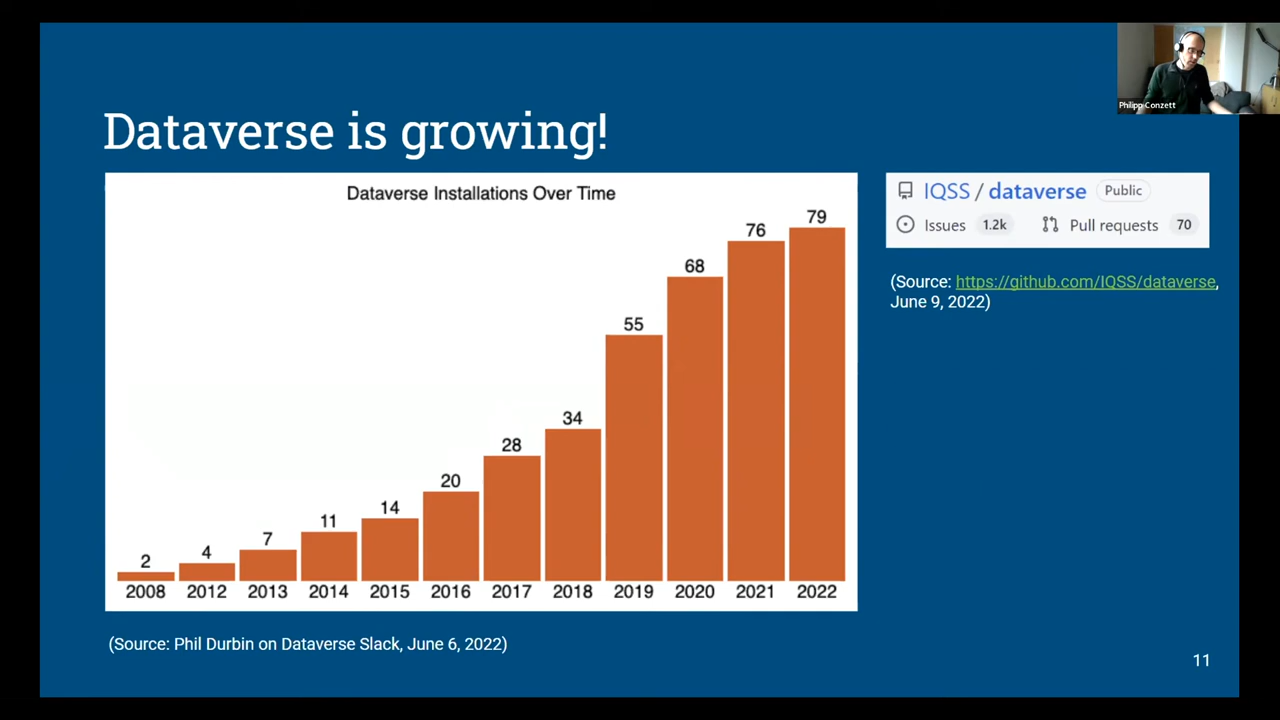 Philipp Conzett
Dataverse is growing!
Dataverse Installations Over Time
2 4 7 11 14 20 28 34 55 68 76 79
2008 2012 2013 2014 2015 2016 2017 2018 2019 2020 2021 2022
(Source: Phil Durbin on Dataverse Slack, June 6, 2022)
IQSS / dataverse Public
Issues 1.2k Pull requests 70
(Source: https://github.com/IQSS/dataverse,
June 9, 2022)
11